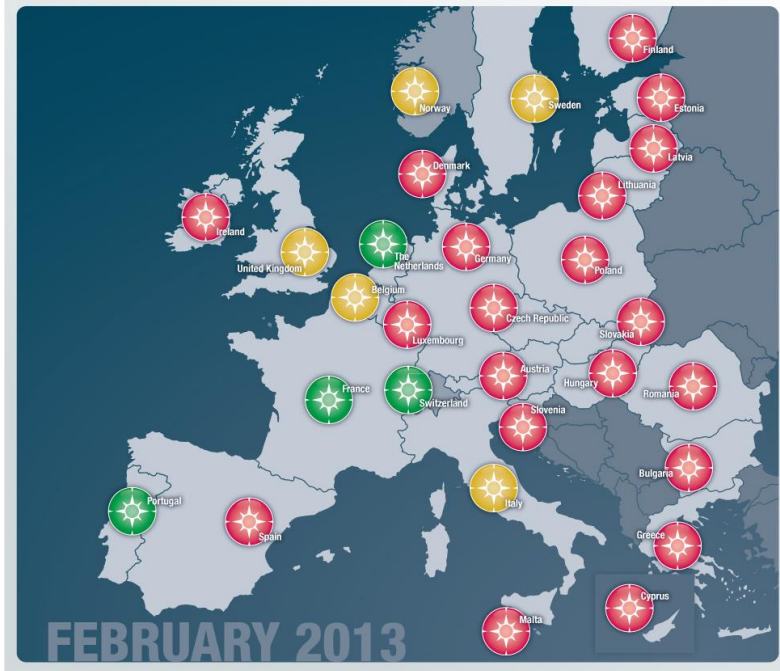 Finland
Norway
Sweden
Estonia
Latvia
Denmark
Lithuania
Ireland
United Kingdom
The
Netherlands
Germany
Poland
Belgium
Czech Republic
Slovakia
Luxembourg
Austria
France
Switzerland
Hungary
Romania
Slovenia
Bulgaria
Portugal
Italy
Spain
Greece
Cyprus
Malta
FEBRUARY 2013